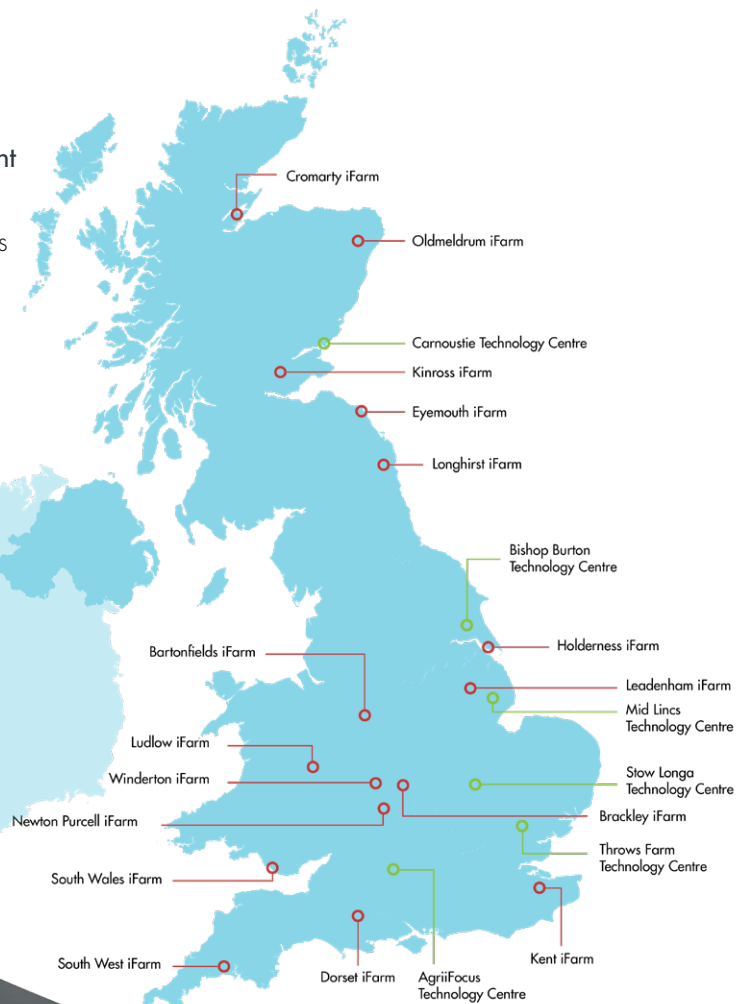 nt
s
Cromarty iFarm
Oldmeldrum iFarm
Carnoustie Technology Centre
Kinross iFarm
Eyemouth iFarm
Longhirst iFarm
Bishop Burton
Technology Centre
Holderness iFarm
Bartonfields iFarm
Leadenham iFarm
Mid Lincs
Technology Centre
Ludlow iFarm
Winderton iFarm
Stow Longa
Technology Centre
Newton Purcell iFarm
Brackley iFarm
Throws Farm
Technology Centre
South Wales iFarm
South West iFarm
Dorset iFarm
AgriiFocus
Technology Centre
Kent iFarm